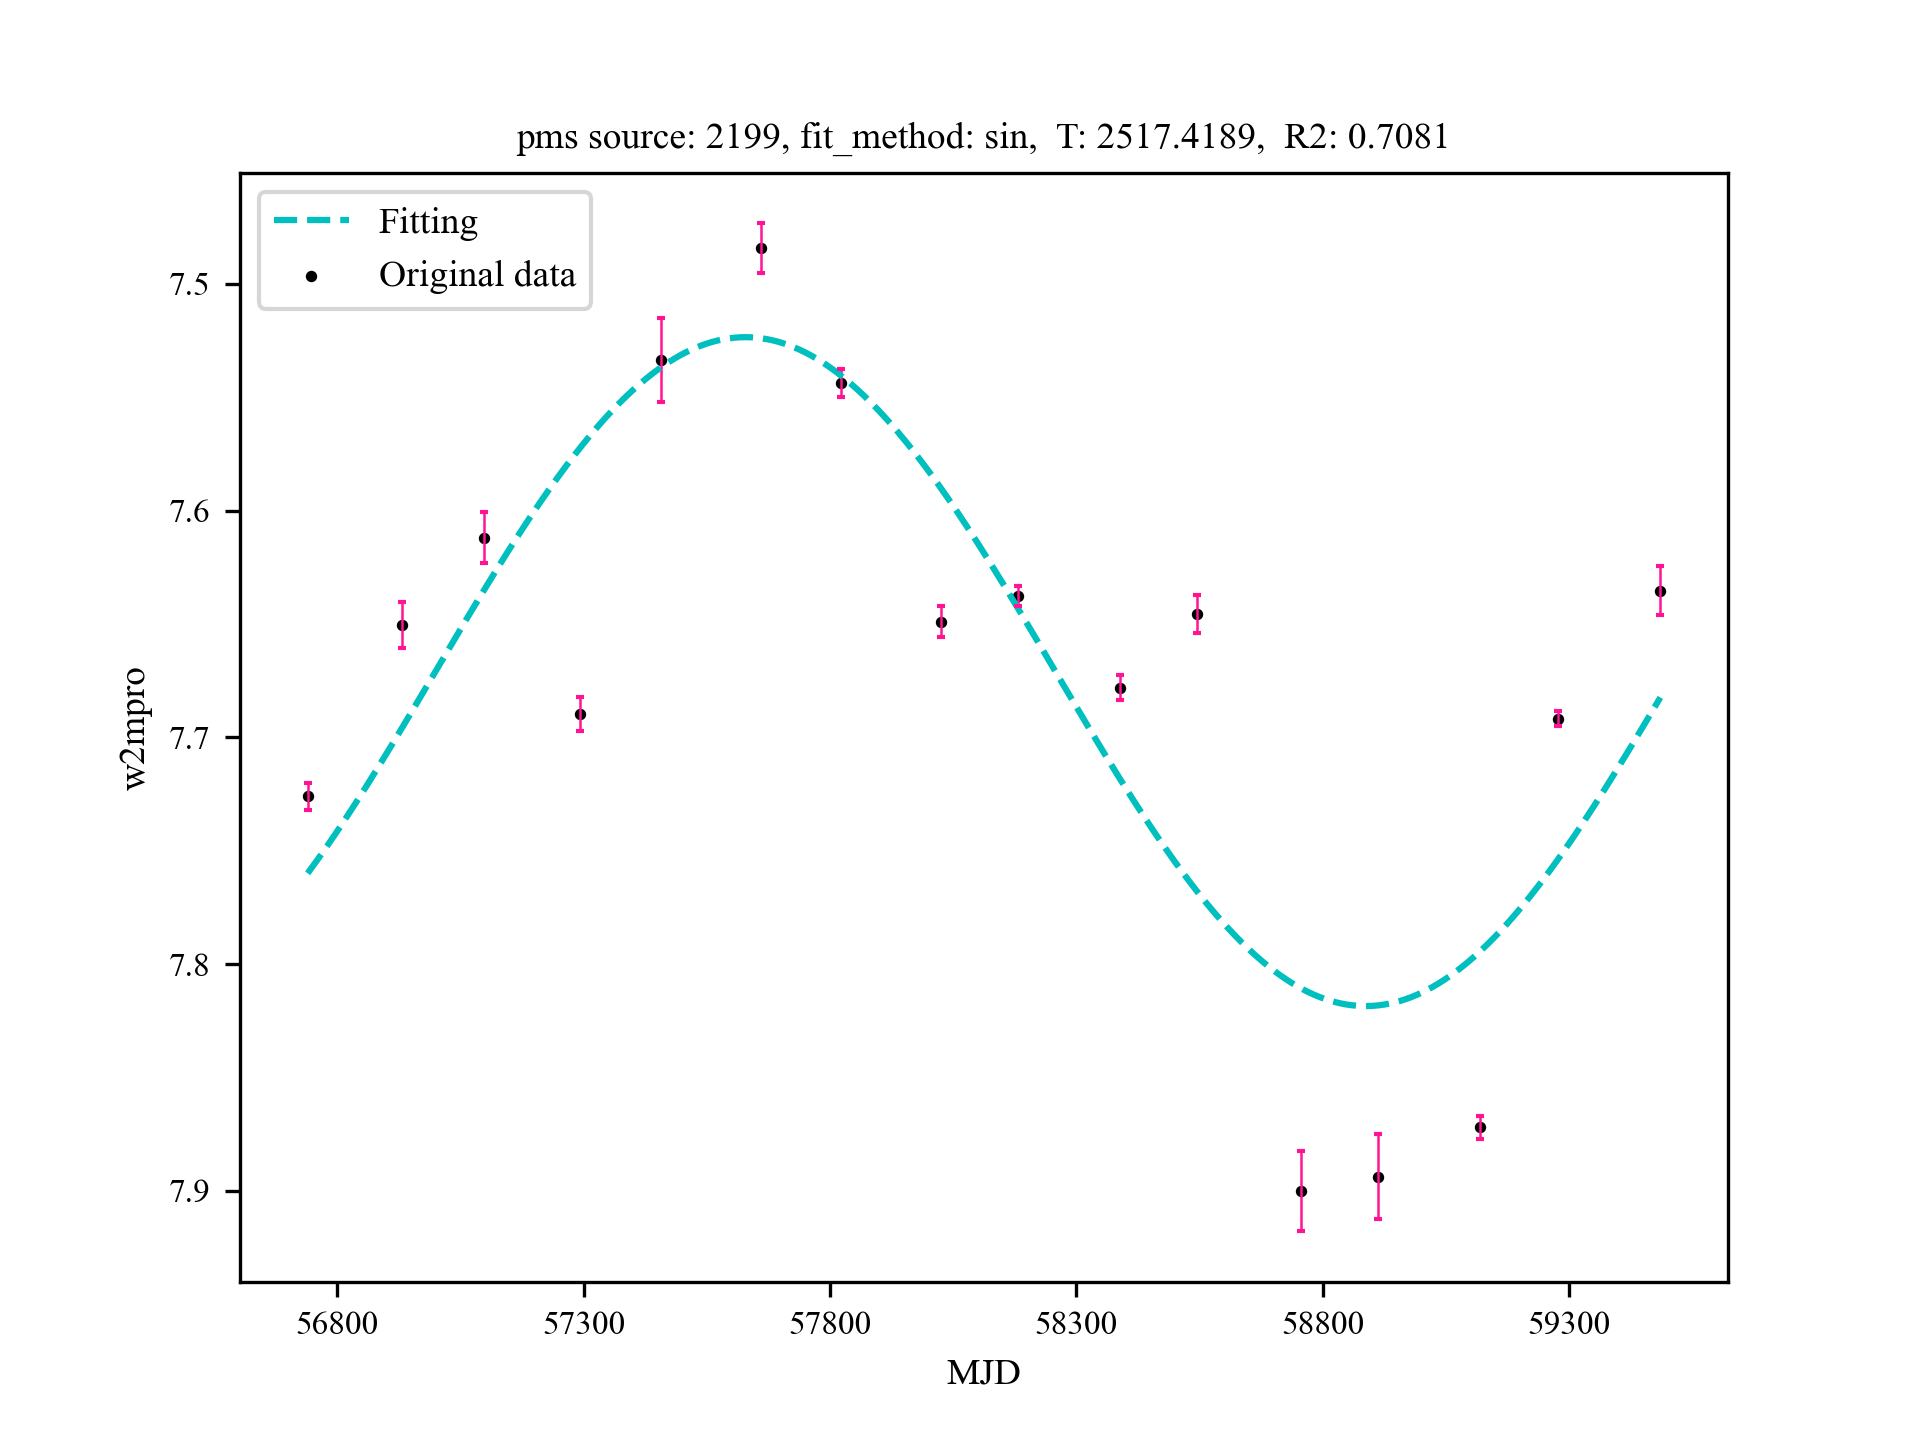 pms source: 2199, fit_method: sin,  T: 2517.4189,  R2: 0.7081
Fitting
Original data
7.5
7.6
7.7
7.8
7.9
w2mpro
56800
57300
57800
58300
58800
59300
MJD